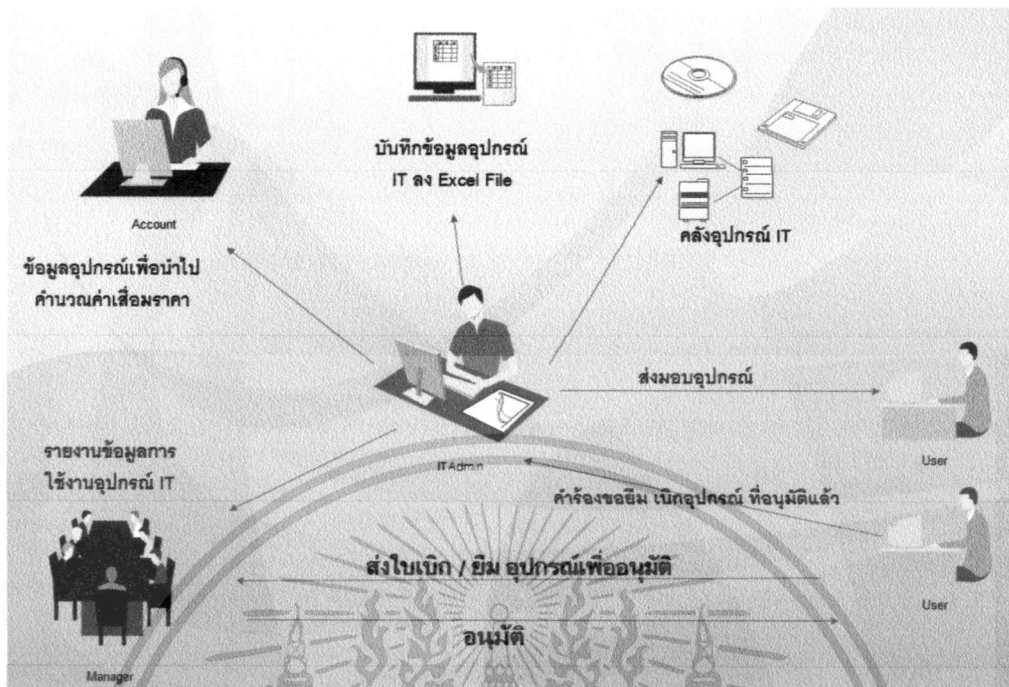 บันทึกข้อมูลอุปกรณ์
IT ลง Excel File
Account
คลังอุปกรณ์ IT
ข้อมูลอุปกรณ์เพื่อนำไป
คำนวณค่าเสื่อมราคา
ส่งมอบอุปกรณ์
User
รายงานข้อมูลการ
ใช้งานอุปกรณ์ IT
ITAdmin
คำร้องขอยืม เบิกอุปกรณ์ ที่อนุมัติแล้ว
ส่งใบเบิก / ยืม อุปกรณ์เพื่ออนุมัติ
User
อนุมัติ
Manager